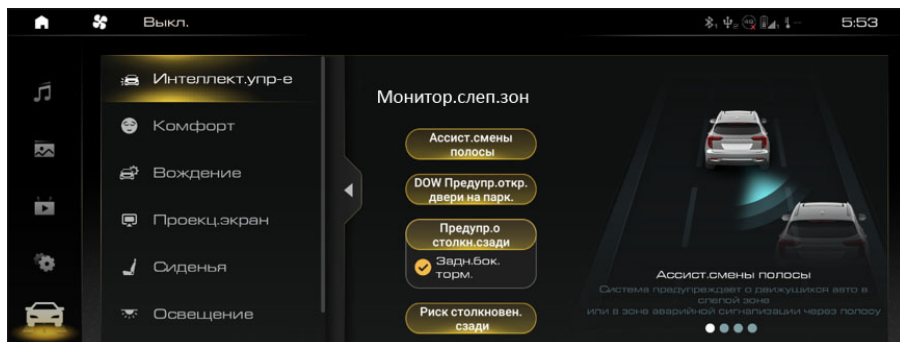 Выкл.
5:53
Интеллект.упр-е
Комфорт
Вождение
Проекц.экран
Сиденья
Освещение
Монитор.слеп.зон
Ассист.смены
полосы
DOW Предупр.откр.
двери на парк.
Предупр.о
столкн.сзади
Задн.бок.
торм.
Риск столкновен.
сзади
Ассист.смены полосы
Система предупреждает о движущихся авто в
слепой зоне
или в зоне аварийной сигнализации через полосу